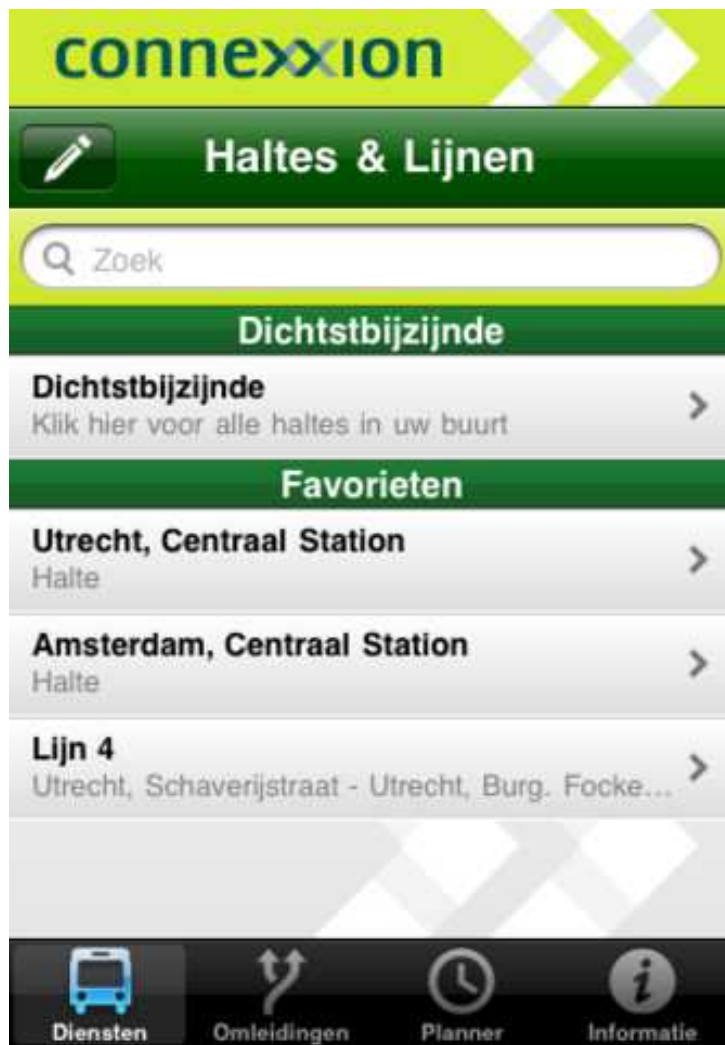 connexxion
Haltes & Lijnen
Zoek
Dichtstbijzijnde
Dichtstbijzijnde
Klik hier voor alle haltes in uw buurt
Favorieten
Utrecht, Centraal Station
Halte
Amsterdam, Centraal Station
Halte
Lijn 4
Utrecht, Schaverijstraat - Utrecht, Burg. Focke...
Diensten Omleidingen Planner Informatie